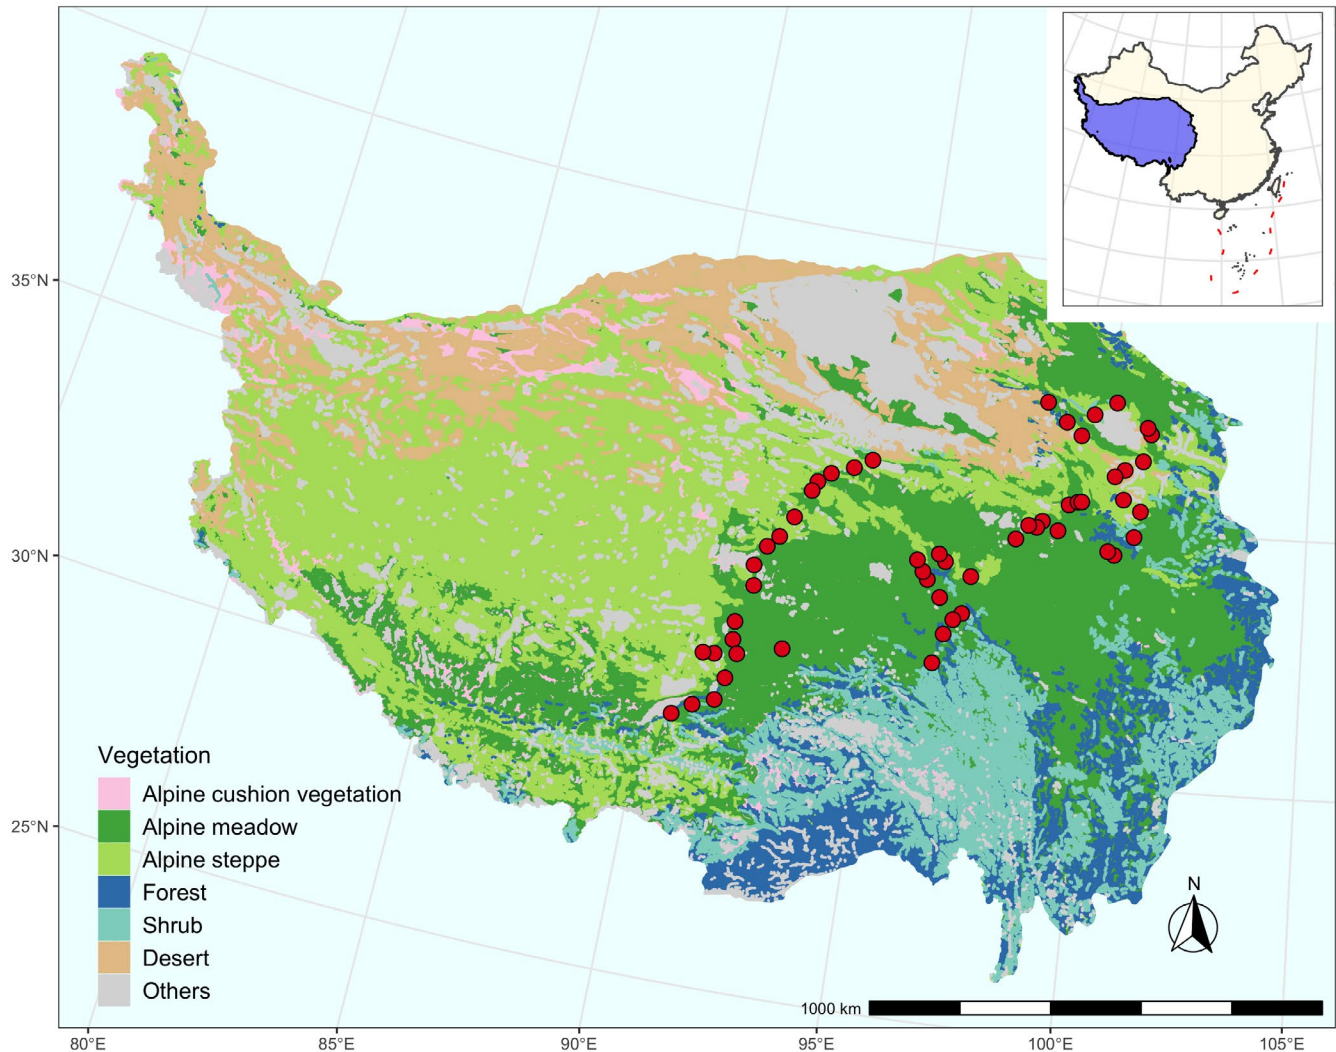 35°N
30°N
25°N
Vegetation
Alpine cushion vegetation
Alpine meadow
Alpine steppe
Forest
Shrub
Desert
Others
N
1000 km
80°E
85°E
90°E
95°E
100°E
105°E